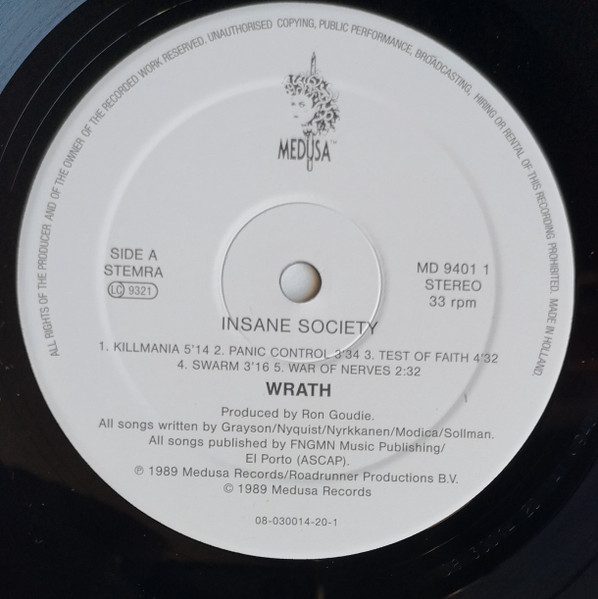 ALL RIGHTS OF THE PRODUCER AND OF THE OWNER OF THE RECORDED WORK RESERVED. UNAUTHORISED COPYING, PUBLIC PERFORMANCE, BROADCASTING, HIRING OR RENTAL OF THIS RECORDING PROHIBITED. MADE IN HOLLAND.
MEDUSA™
SIDE A
STEMRA
LC 9321
MD 9401 1
STEREO
33 rpm
INSANE SOCIETY
1. KILLMANIA 5'14 2. PANIC CONTROL 3'34 3. TEST OF FAITH 4'32
4. SWARM 3'16 5. WAR OF NERVES 2:32
WRATH
Produced by Ron Goudie.
All songs written by Grayson/Nyquist/Nyrkkanen/Modica/Sollman.
All songs published by FNGMN Music Publishing/
El Porto (ASCAP).
℗ 1989 Medusa Records/Roadrunner Productions B.V.
© 1989 Medusa Records
08-030014-20-1
08 030014 20